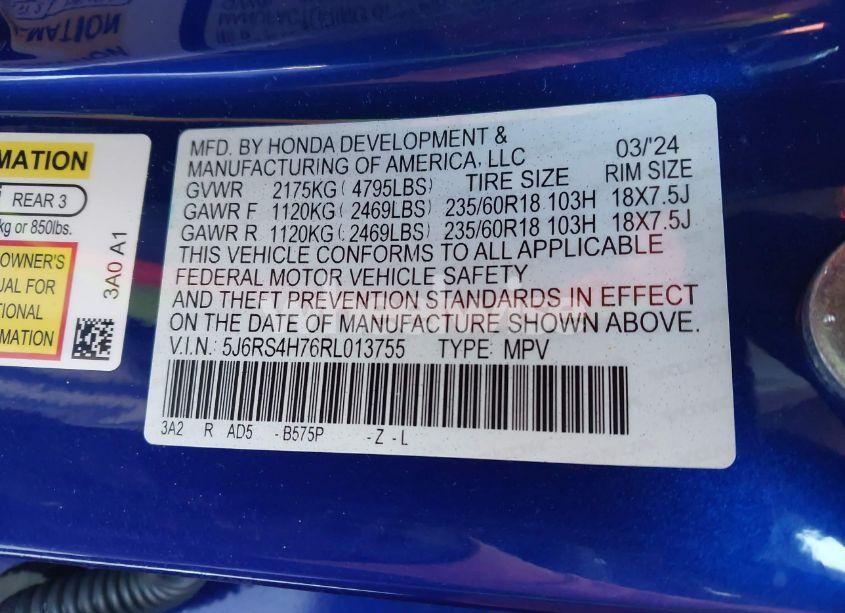 MATION
REAR 3
kg or 850lbs.
OWNER'S
UAL FOR
TIONAL
RMATION
3A0 A1
MFD. BY HONDA DEVELOPMENT & 03/'24
MANUFACTURING OF AMERICA, LLC RIM SIZE
GVWR 2175KG( 4795LBS) TIRE SIZE
GAWR F 1120KG( 2469LBS) 235/60R18 103H 18X7.5J
GAWR R 1120KG( 2469LBS) 235/60R18 103H 18X7.5J
THIS VEHICLE CONFORMS TO ALL APPLICABLE
FEDERAL MOTOR VEHICLE SAFETY
AND THEFT PREVENTION STANDARDS IN EFFECT
ON THE DATE OF MANUFACTURE SHOWN ABOVE.
V.I.N.: 5J6RS4H76RL013755 TYPE: MPV
3A2 R AD5 -B575P -Z -L